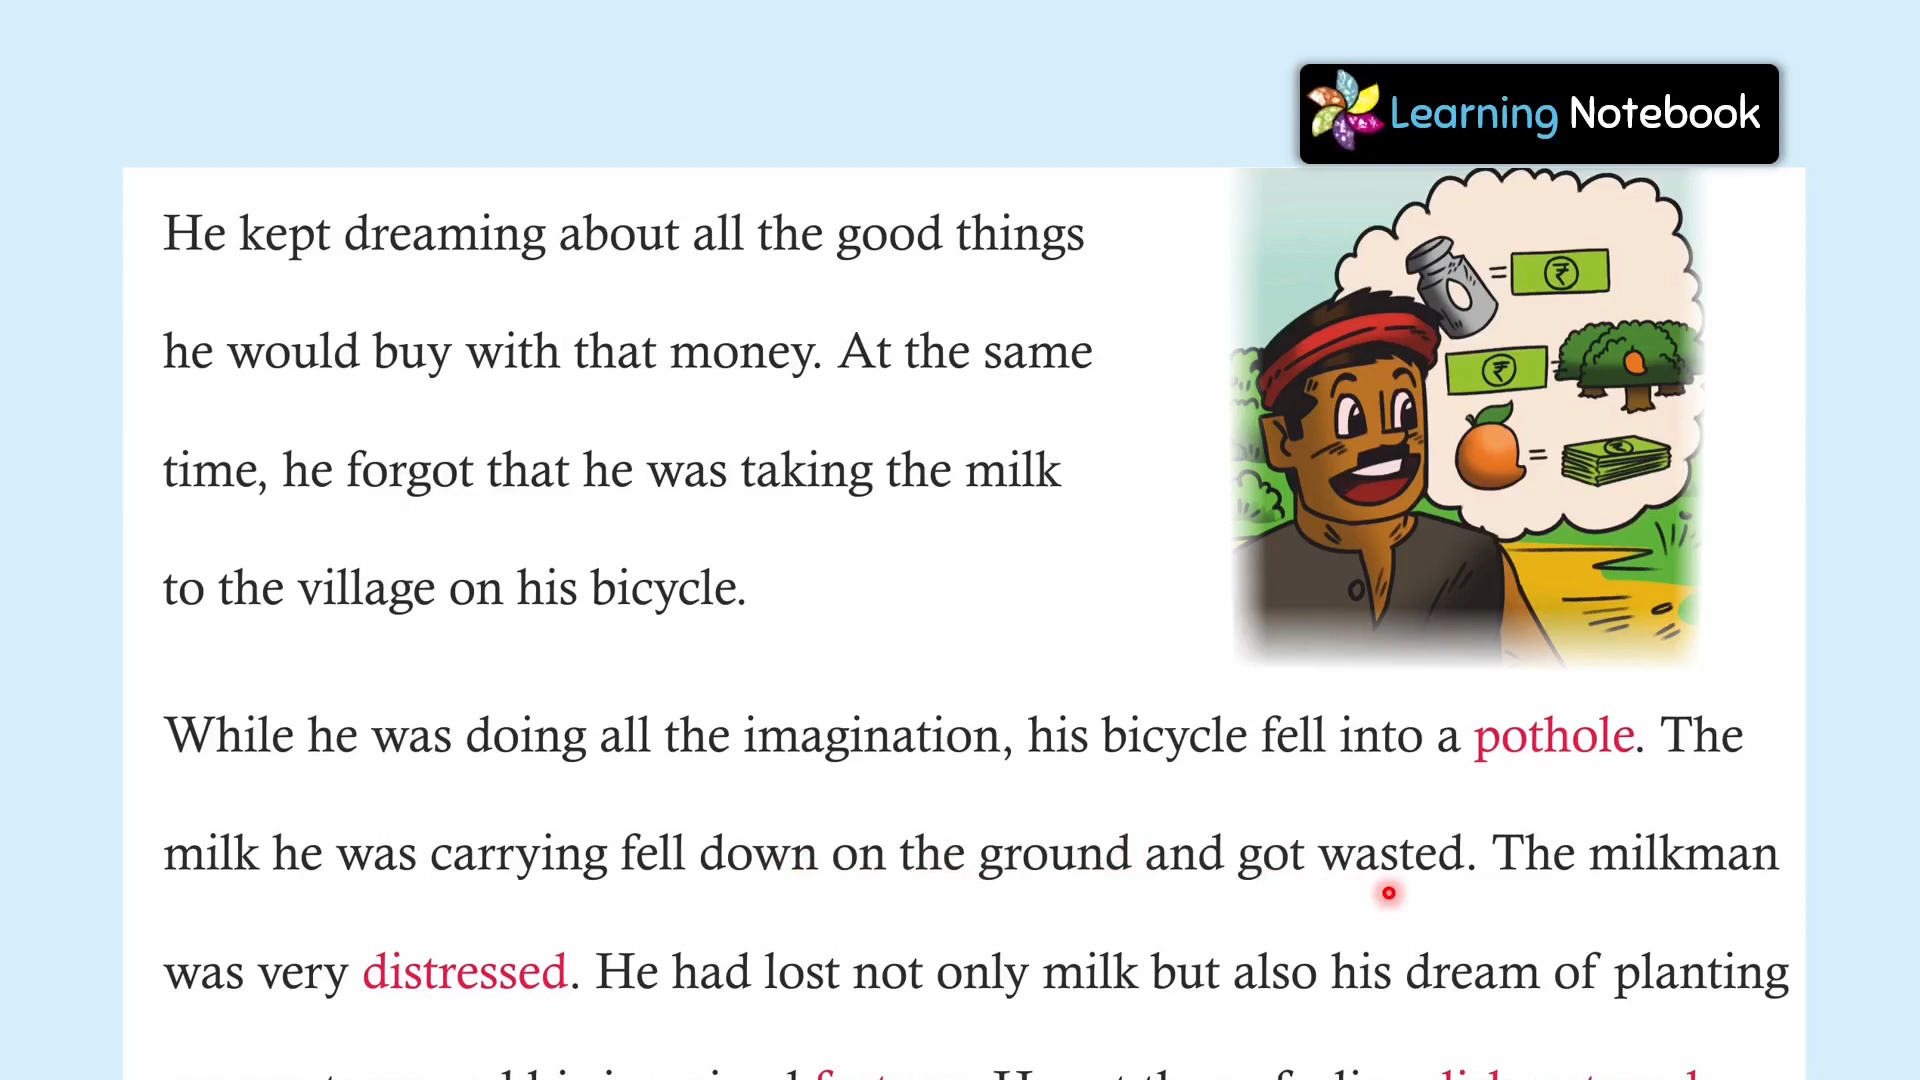 Learning Notebook
He kept dreaming about all the good things
he would buy with that money. At the same
time, he forgot that he was taking the milk
to the village on his bicycle.
= ₹
₹
= ₹
While he was doing all the imagination, his bicycle fell into a pothole. The
milk he was carrying fell down on the ground and got wasted. The milkman
was very distressed. He had lost not only milk but also his dream of planting